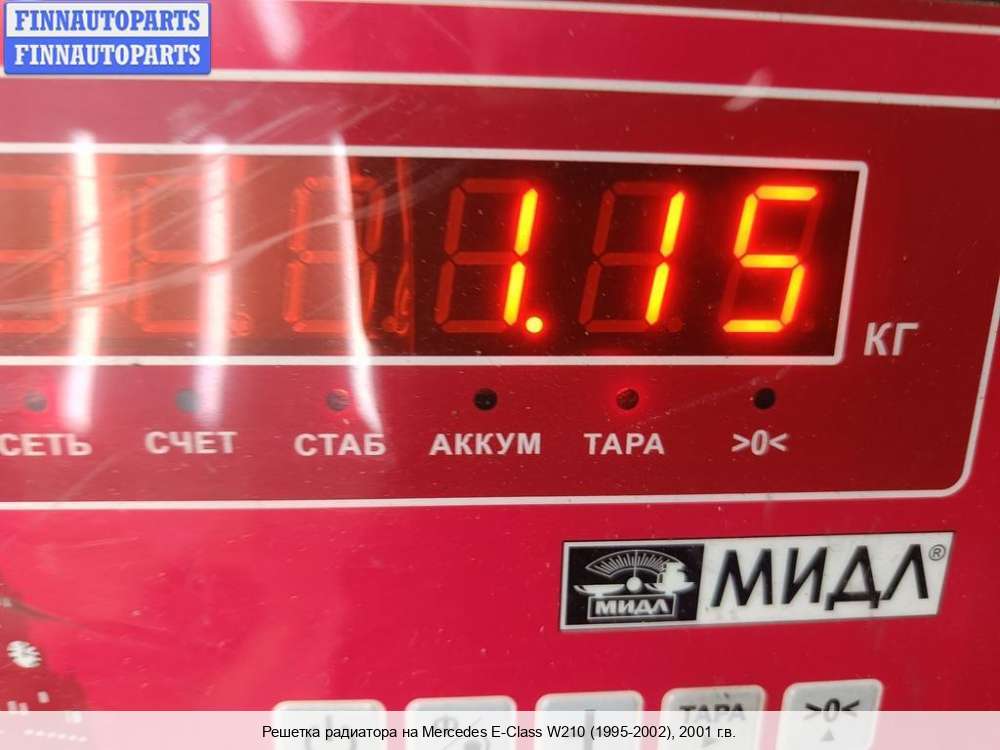 FINNAUTOPARTS
FINNAUTOPARTS
1.15
КГ
СЕТЬ СЧЕТ СТАБ АККУМ ТАРА >0<
МИДЛ МИДЛ®
ТАРА >0<
Решетка радиатора на Mercedes E-Class W210 (1995-2002), 2001 г.в.